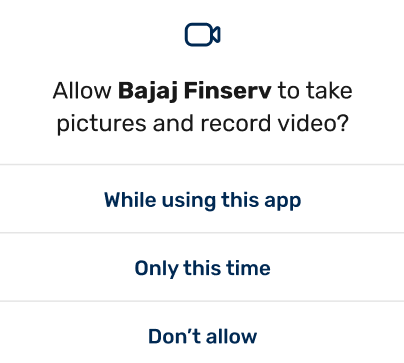 Allow Bajaj Finserv to take
pictures and record video?
While using this app
Only this time
Don’t allow